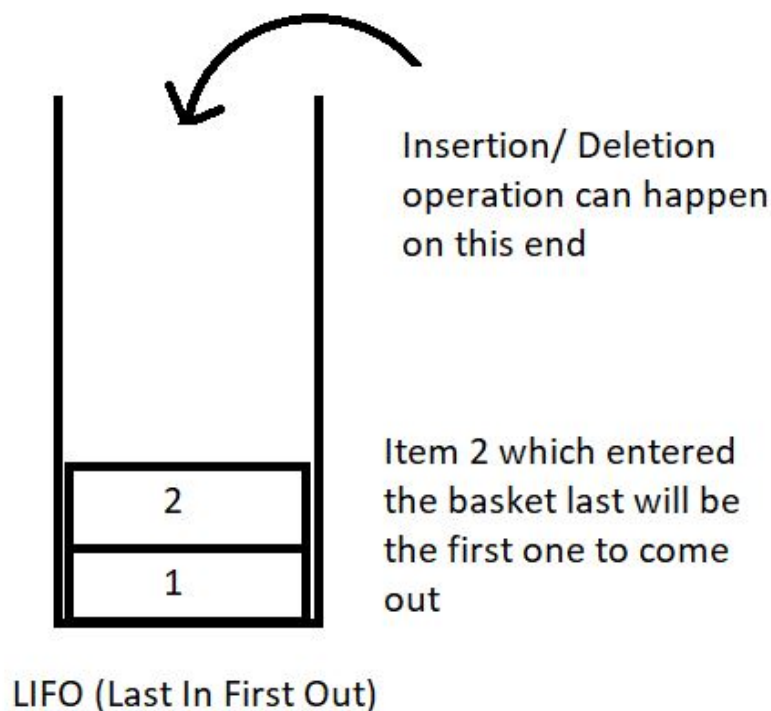 Insertion/ Deletion
operation can happen
on this end
Item 2 which entered
the basket last will be
the first one to come
out
2
1
LIFO (Last In First Out)